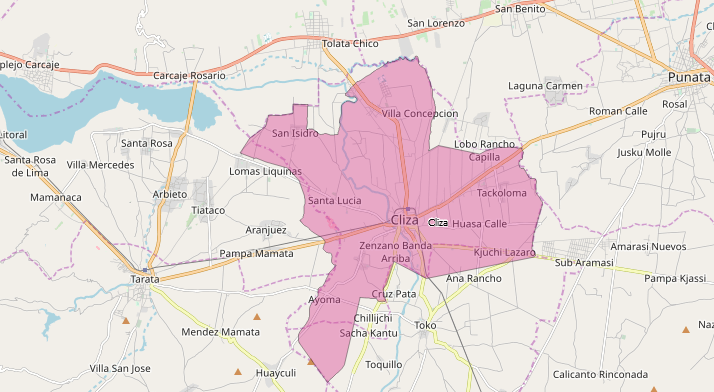 San Benito
San Lorenzo
Tolata Chico
plejo Carcaje
Carcaje Rosario
Punata
Laguna Carmen
Rosal
Villa Concepcion
Roman Calle
Litoral
San Isidro
Pujru
Santa Rosa
Lobo Rancho
Jusku Molle
Capilla
Santa Rosa
de Lima
Villa Mercedes
Lomas Liquinas
Arbieto
Tackoloma
Mamanaca
Santa Lucia
Tiataco
Cliza
Cliza
Huasa Calle
Aranjuez
Zenzano Banda
Arriba
Amarasi Nuevos
Pampa Mamata
Kjuchi Lazaro
Sub Aramasi
Tarata
Ana Rancho
Pampa Kjassi
Cruz Pata
Ayoma
Chillijchi
Toko
Mendez Mamata
Sacha Kantu
Naz
Villa San Jose
Huayculi
Toquillo
Calicanto Rinconada